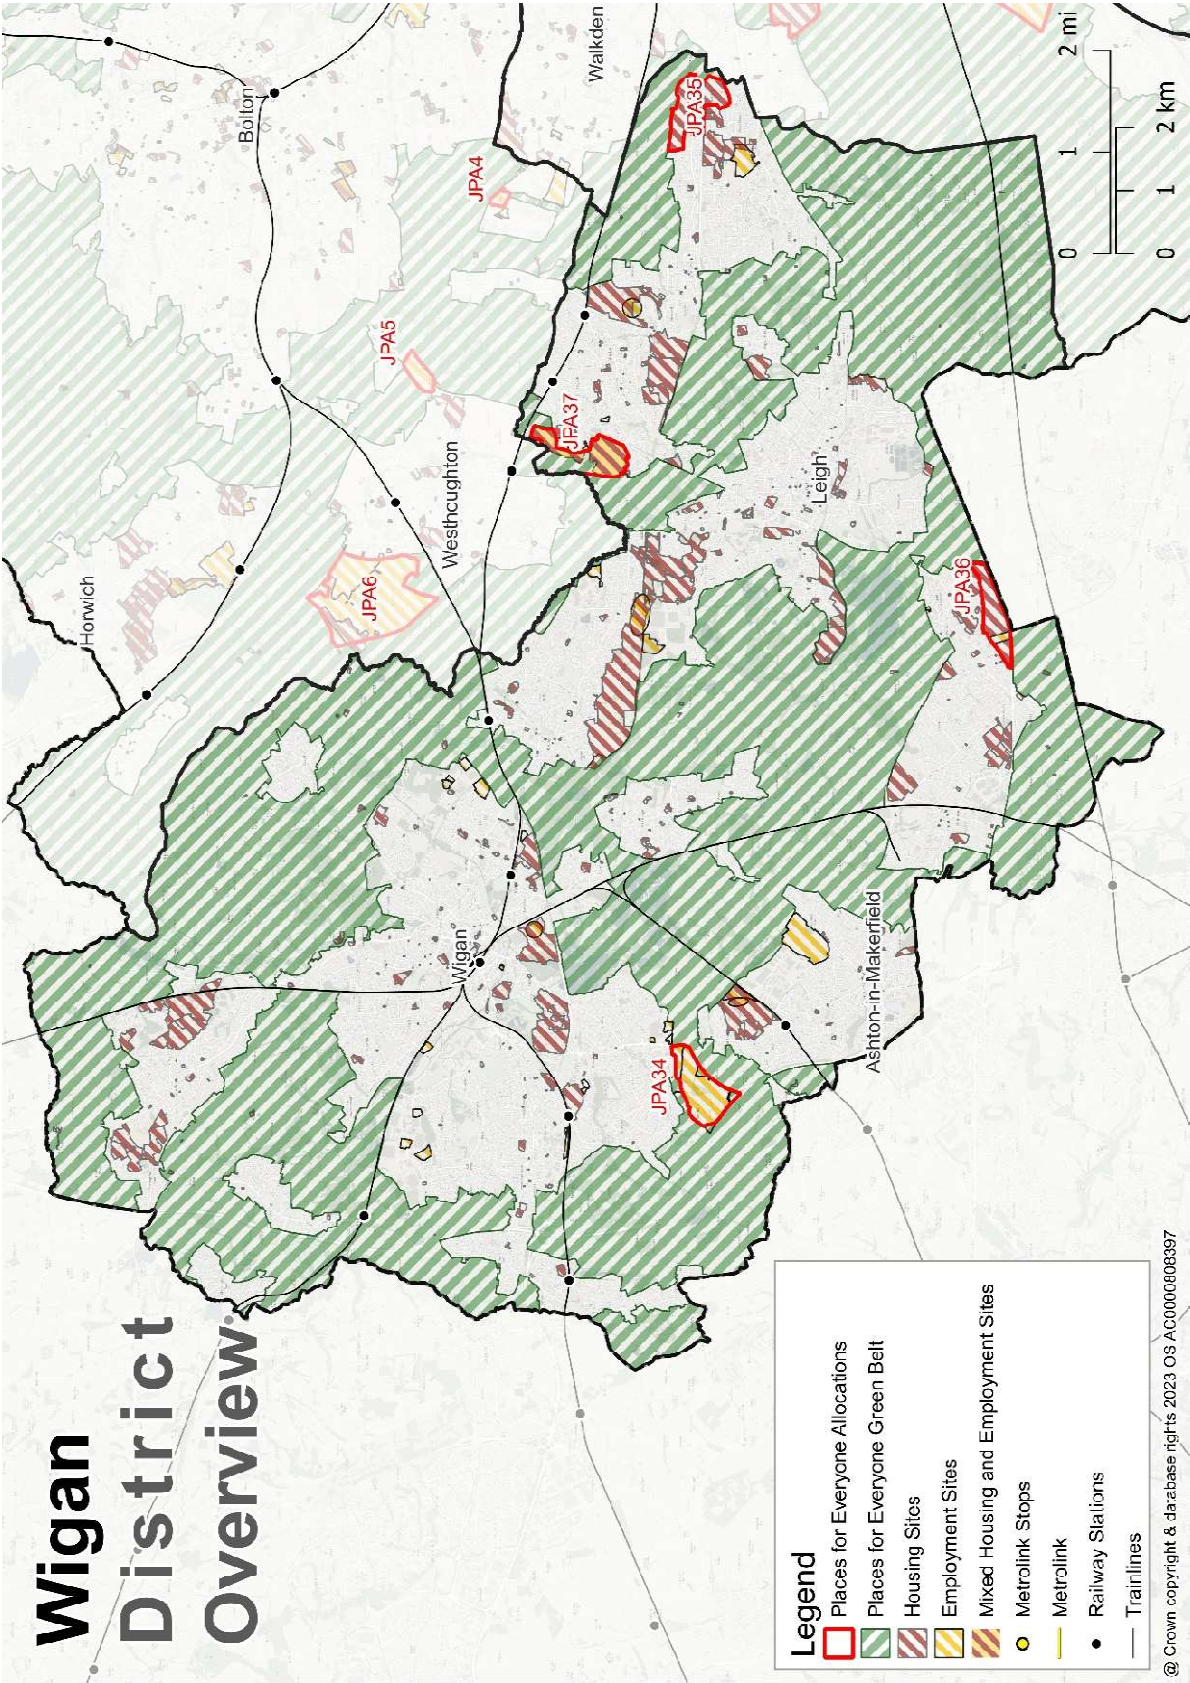 Wigan
District
Overview
Horwich
Bolton
Walkden
JPA4
JPA5
JPA6
Westhoughton
JPA35
JPA37
Leigh
JPA36
Wigan
JPA34
Ashton-in-Makerfield
Legend
Places for Everyone Allocations
Places for Everyone Green Belt
Housing Sites
Employment Sites
Mixed Housing and Employment Sites
Metrolink Stops
Metrolink
Railway Stations
Trainlines
0 1 2 mi
0 1 2 km
@ Crown copyright & darabase righrs 2023 OS AC0000808397